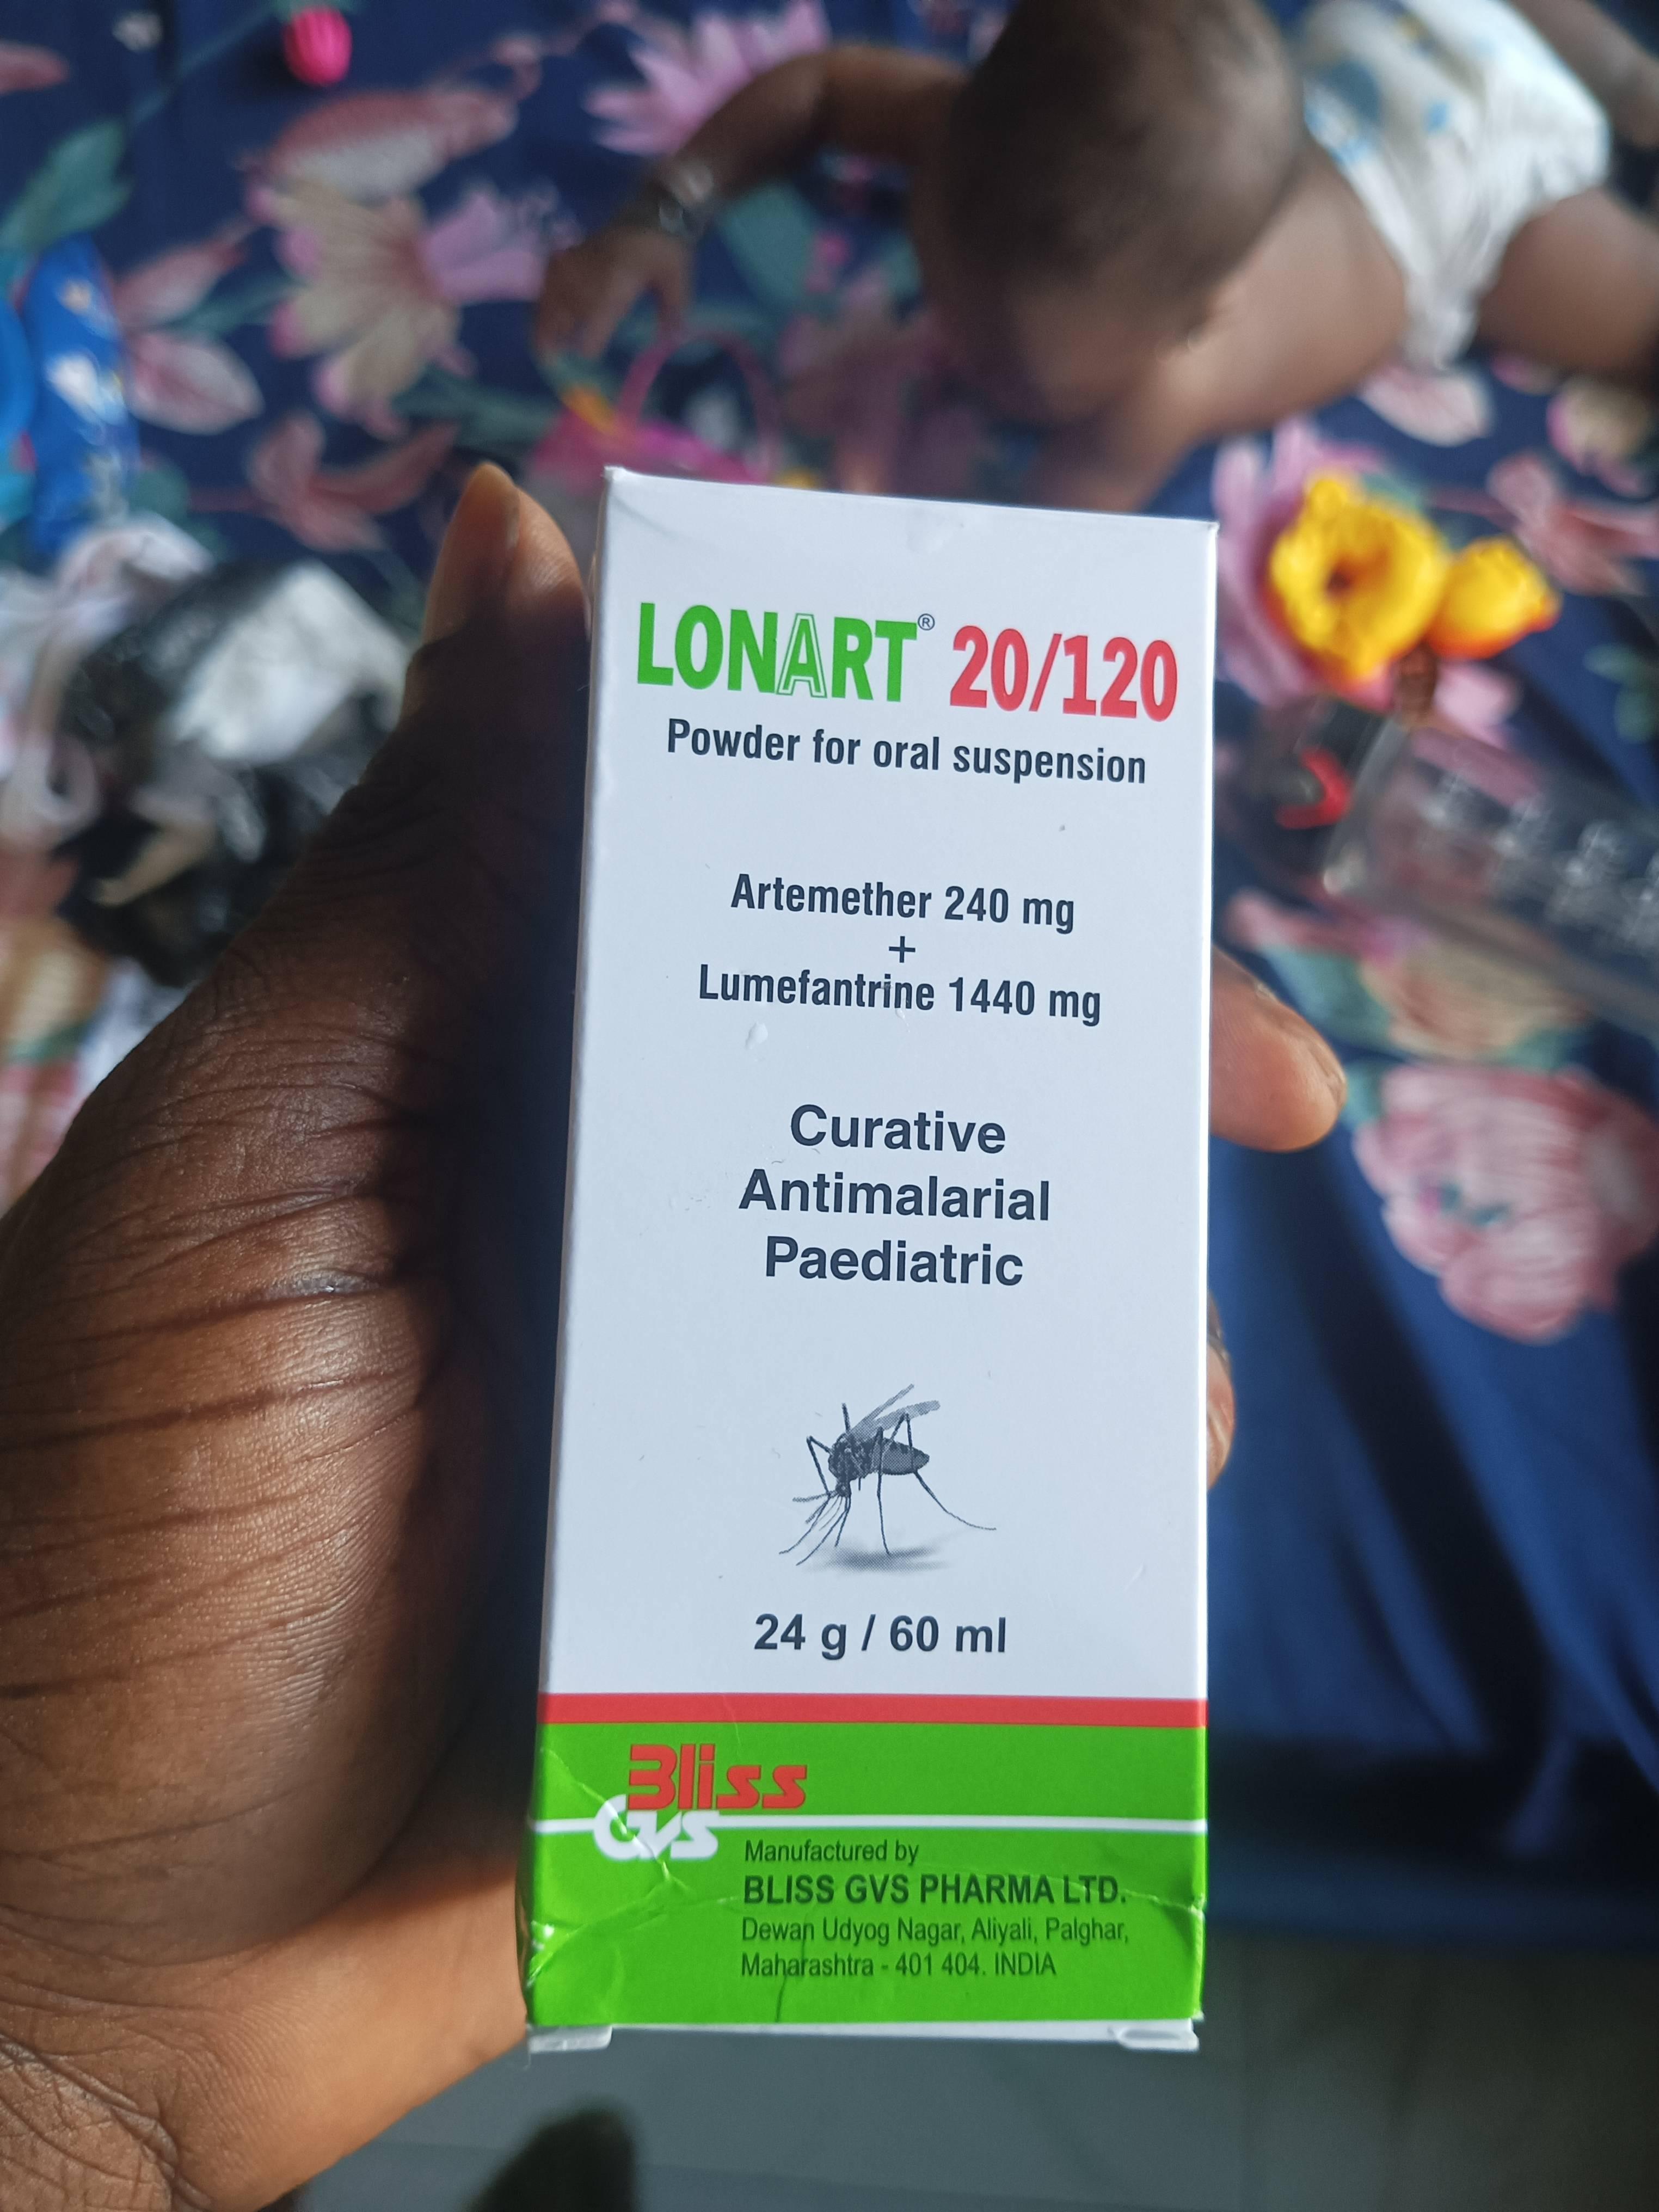 LONART® 20/120
Powder for oral suspension
Artemether 240 mg
+
Lumefantrine 1440 mg
Curative
Antimalarial
Paediatric
24 g / 60 ml
Bliss
GVS
Manufactured by
BLISS GVS PHARMA LTD.
Dewan Udyog Nagar, Aliyali, Palghar,
Maharashtra - 401 404. INDIA